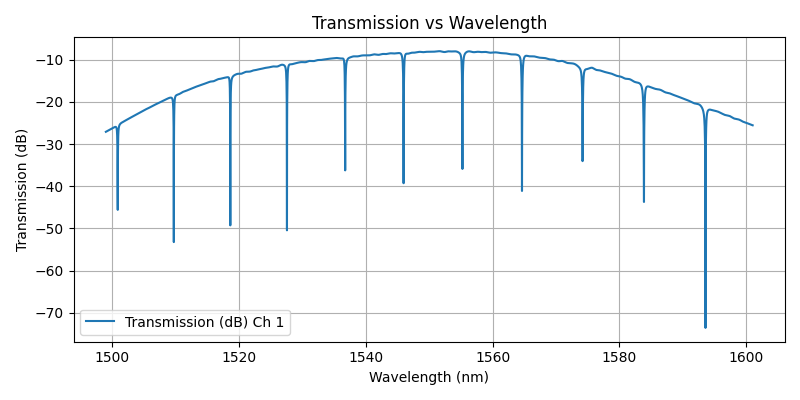 Transmission vs Wavelength
Transmission (dB)
−10
−20
−30
−40
−50
−60
−70
Transmission (dB) Ch 1
1500 1520 1540 1560 1580 1600
Wavelength (nm)